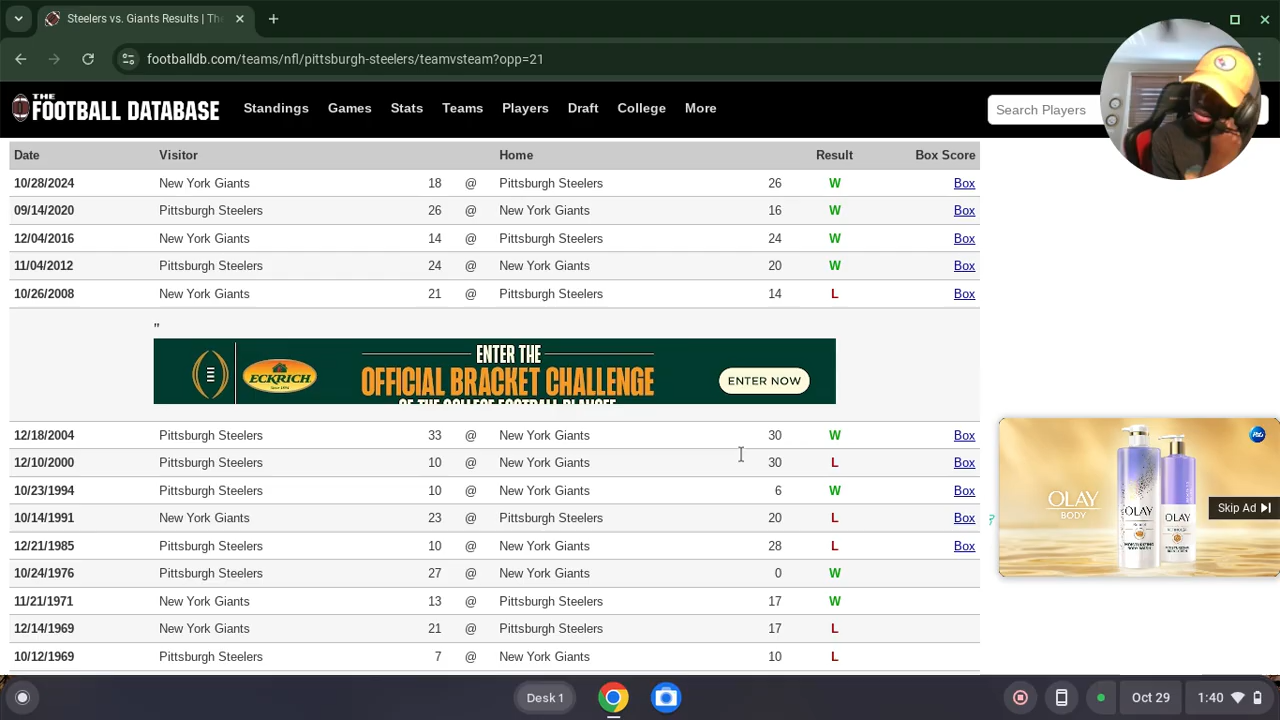 Steelers vs. Giants Results | The
footballdb.com/teams/nfl/pittsburgh-steelers/teamvsteam?opp=21
THE FOOTBALL DATABASE Standings Games Stats Teams Players Draft College More Search Players
Date Visitor Home Result Box Score
10/28/2024 New York Giants 18 @ Pittsburgh Steelers 26 W Box
09/14/2020 Pittsburgh Steelers 26 @ New York Giants 16 W Box
12/04/2016 New York Giants 14 @ Pittsburgh Steelers 24 W Box
11/04/2012 Pittsburgh Steelers 24 @ New York Giants 20 W Box
10/26/2008 New York Giants 21 @ Pittsburgh Steelers 14 L Box
"
ECKRICH
ENTER THE
OFFICIAL BRACKET CHALLENGE
OF THE COLLEGE FOOTBALL PLAYOFF
ENTER NOW
12/18/2004 Pittsburgh Steelers 33 @ New York Giants 30 W Box
12/10/2000 Pittsburgh Steelers 10 @ New York Giants 30 L Box
10/23/1994 Pittsburgh Steelers 10 @ New York Giants 6 W Box
10/14/1991 New York Giants 23 @ Pittsburgh Steelers 20 L Box
12/21/1985 Pittsburgh Steelers 10 @ New York Giants 28 L Box
10/24/1976 Pittsburgh Steelers 27 @ New York Giants 0 W
11/21/1971 New York Giants 13 @ Pittsburgh Steelers 17 W
12/14/1969 New York Giants 21 @ Pittsburgh Steelers 17 L
10/12/1969 Pittsburgh Steelers 7 @ New York Giants 10 L
P&G
OLAY
BODY
OLAY
OLAY
Skip Ad
Desk 1 Oct 29 1:40